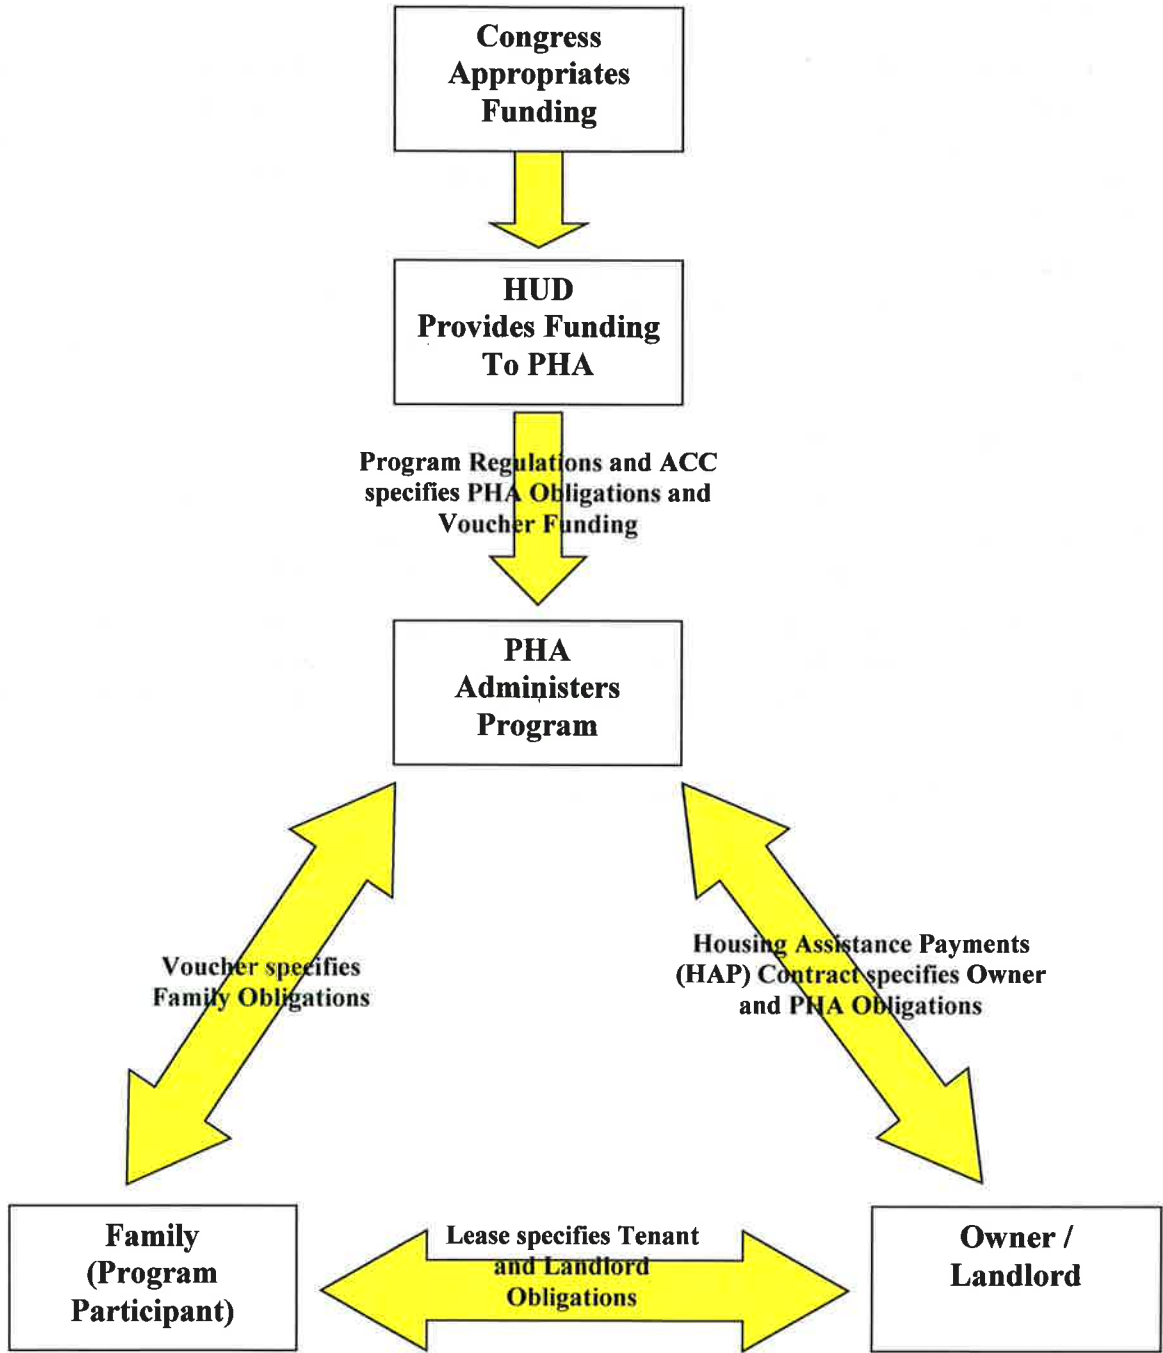 Congress
Appropriates
Funding
HUD
Provides Funding
To PHA
Program Regulations and ACC
specifies PHA Obligations and
Voucher Funding
PHA
Administers
Program
Voucher specifies
Family Obligations
Housing Assistance Payments
(HAP) Contract specifies Owner
and PHA Obligations
Family
(Program
Participant)
Lease specifies Tenant
and Landlord
Obligations
Owner /
Landlord